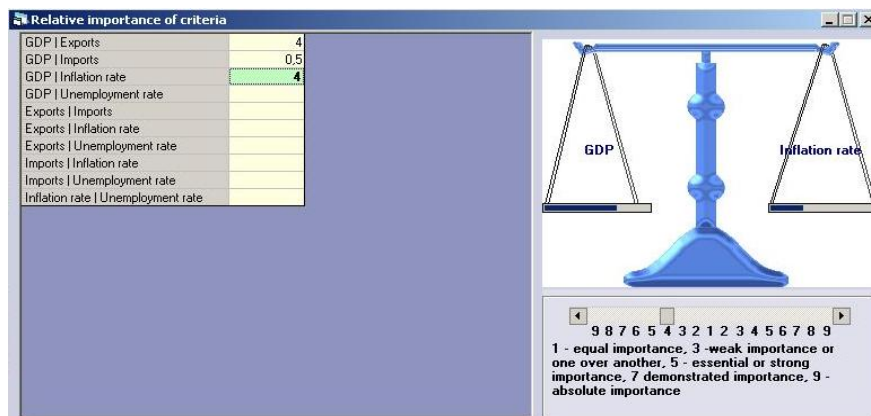 Relative importance of criteria
GDP | Exports 4
GDP | Imports 0,5
GDP | Inflation rate 4
GDP | Unemployment rate
Exports | Imports
Exports | Inflation rate
Exports | Unemployment rate
Imports | Inflation rate
Imports | Unemployment rate
Inflation rate | Unemployment rate
GDP
Inflation rate
9 8 7 6 5 4 3 2 1 2 3 4 5 6 7 8 9
1 - equal importance, 3 -weak importance or
one over another, 5 - essential or strong
importance, 7 demonstrated importance, 9 -
absolute importance